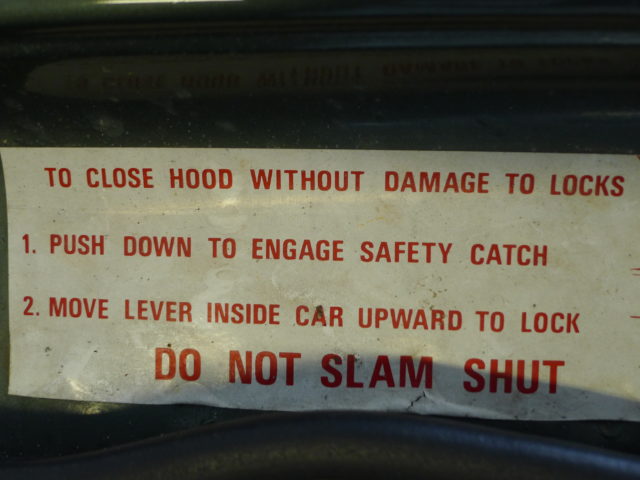 TO CLOSE HOOD WITHOUT DAMAGE TO LOCKS
1. PUSH DOWN TO ENGAGE SAFETY CATCH
2. MOVE LEVER INSIDE CAR UPWARD TO LOCK
DO NOT SLAM SHUT